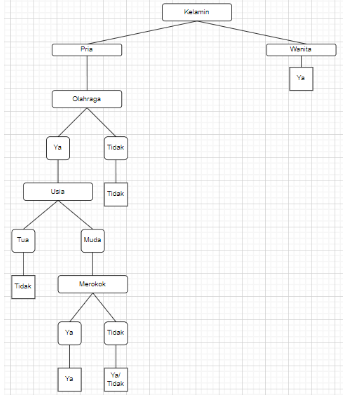 Kelamin
Pria
Wanita
Ya
Olahraga
Ya
Tidak
Usia
Tidak
Tua
Muda
Tidak
Merokok
Ya
Tidak
Ya
Ya/
Tidak